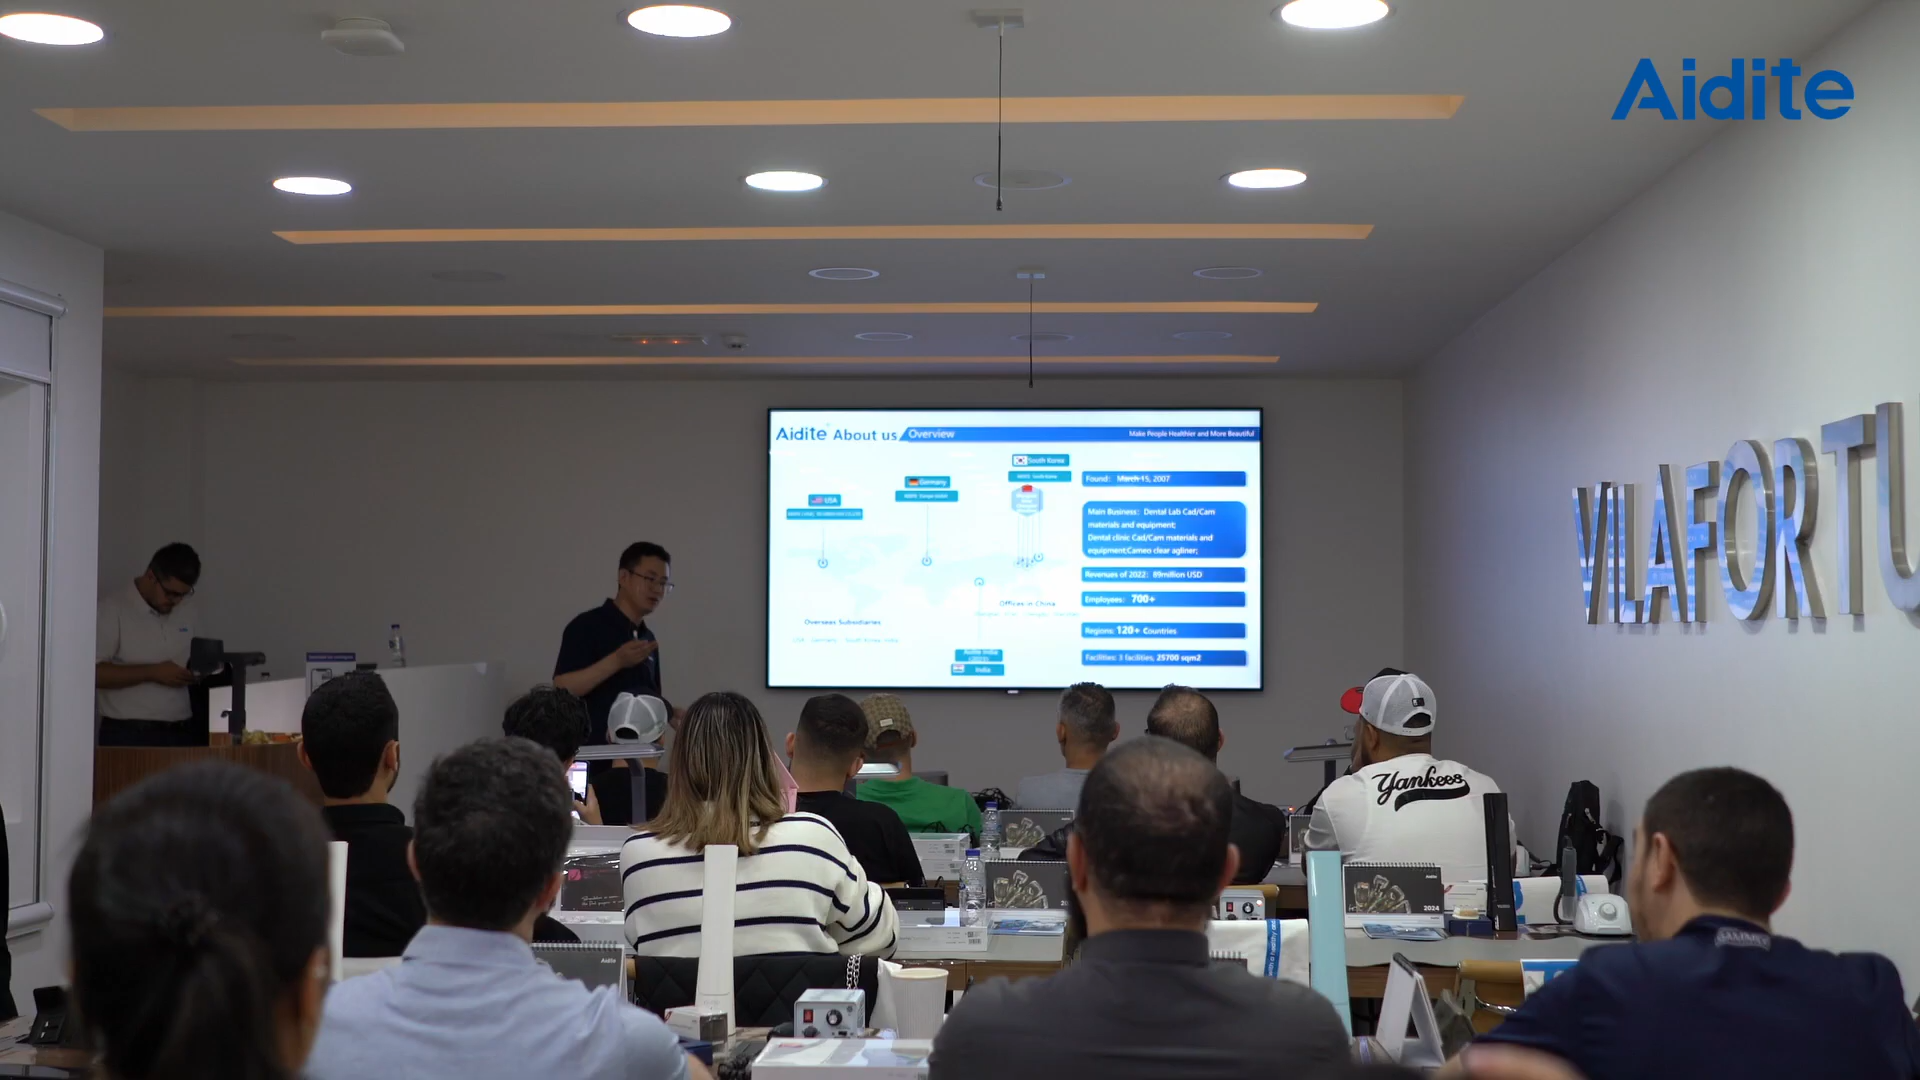 Aidite
Aidite About us Overview
Make People Healthier and More Beautiful
South Korea
Germany
USA
Found: March 15, 2007
Main Business: Dental Lab Cad/Cam
materials and equipment;
Dental clinic Cad/Cam materials and
equipment;Cameo clear agliner;
Revenues of 2022: 89million USD
Employees: 700+
Regions: 120+ Countries
Facilities: 3 facilities, 25700 sqm2
Offices in China
Overseas Subsidiaries
India
VILAFORTU
Yankees
Aidite
2024
Aidite